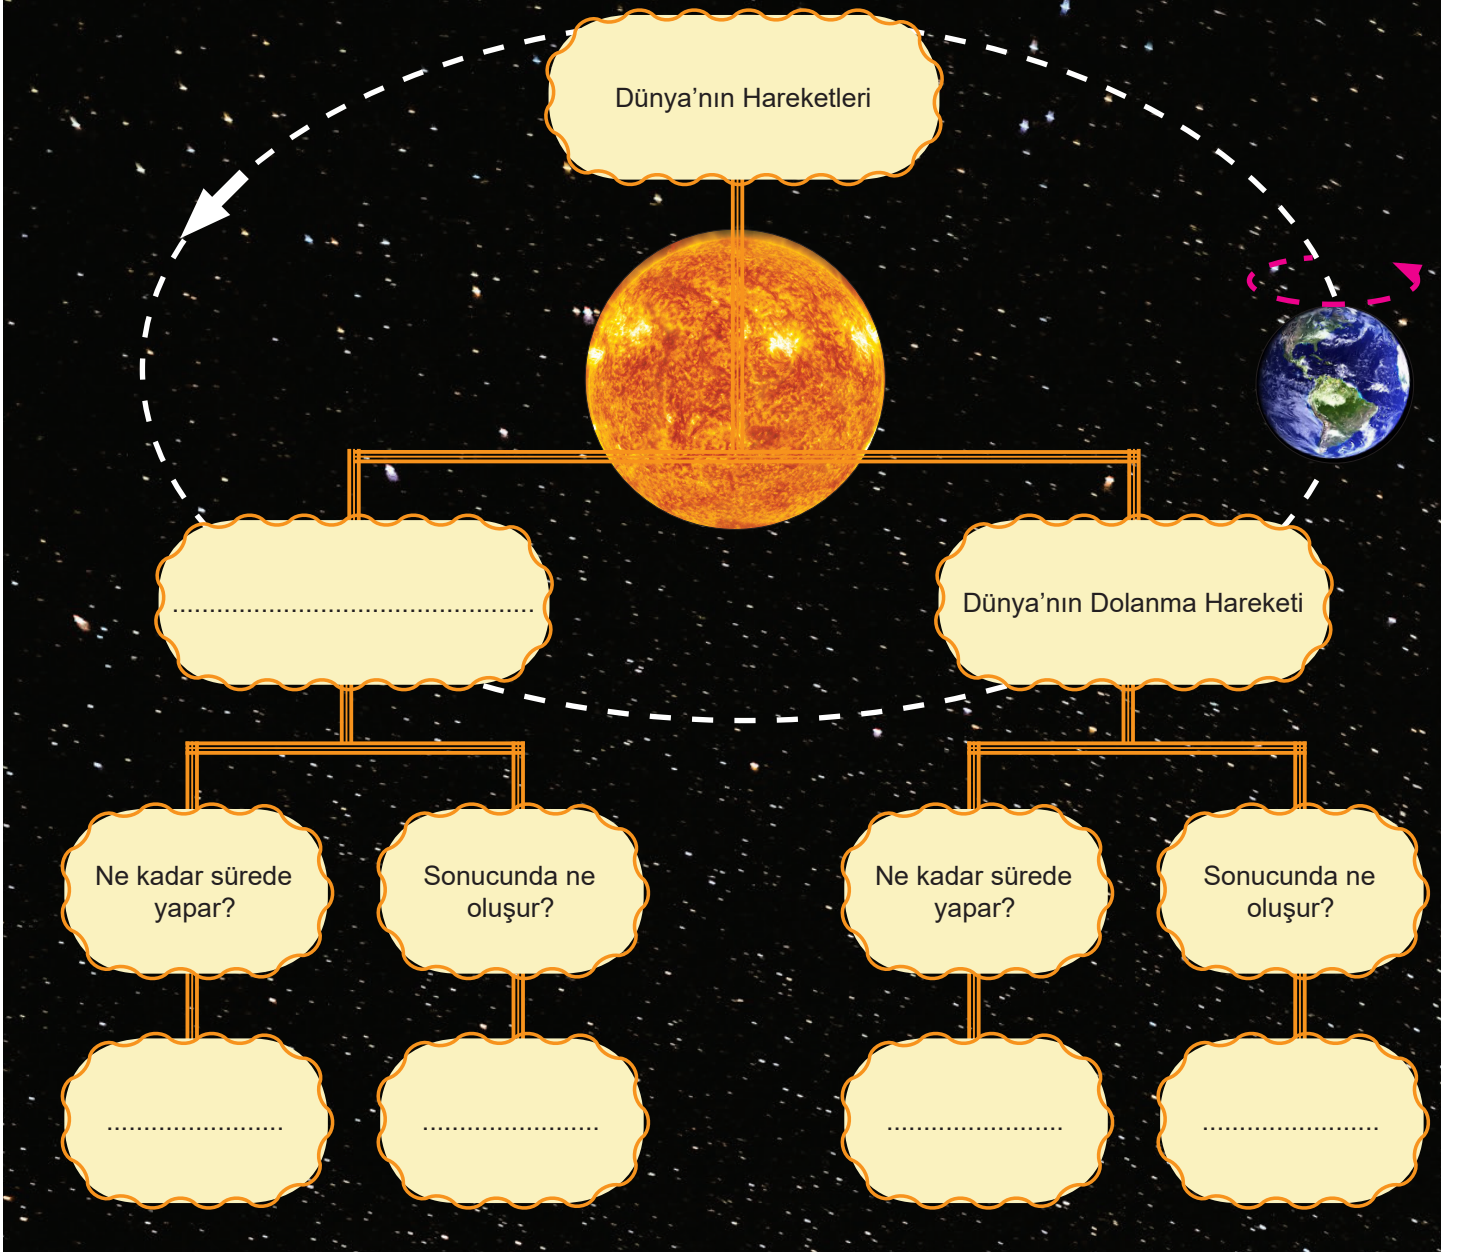 Dünya’nın Hareketleri
................................................
Dünya’nın Dolanma Hareketi
Ne kadar sürede
yapar?
Sonucunda ne
oluşur?
Ne kadar sürede
yapar?
Sonucunda ne
oluşur?
........................
........................
........................
........................